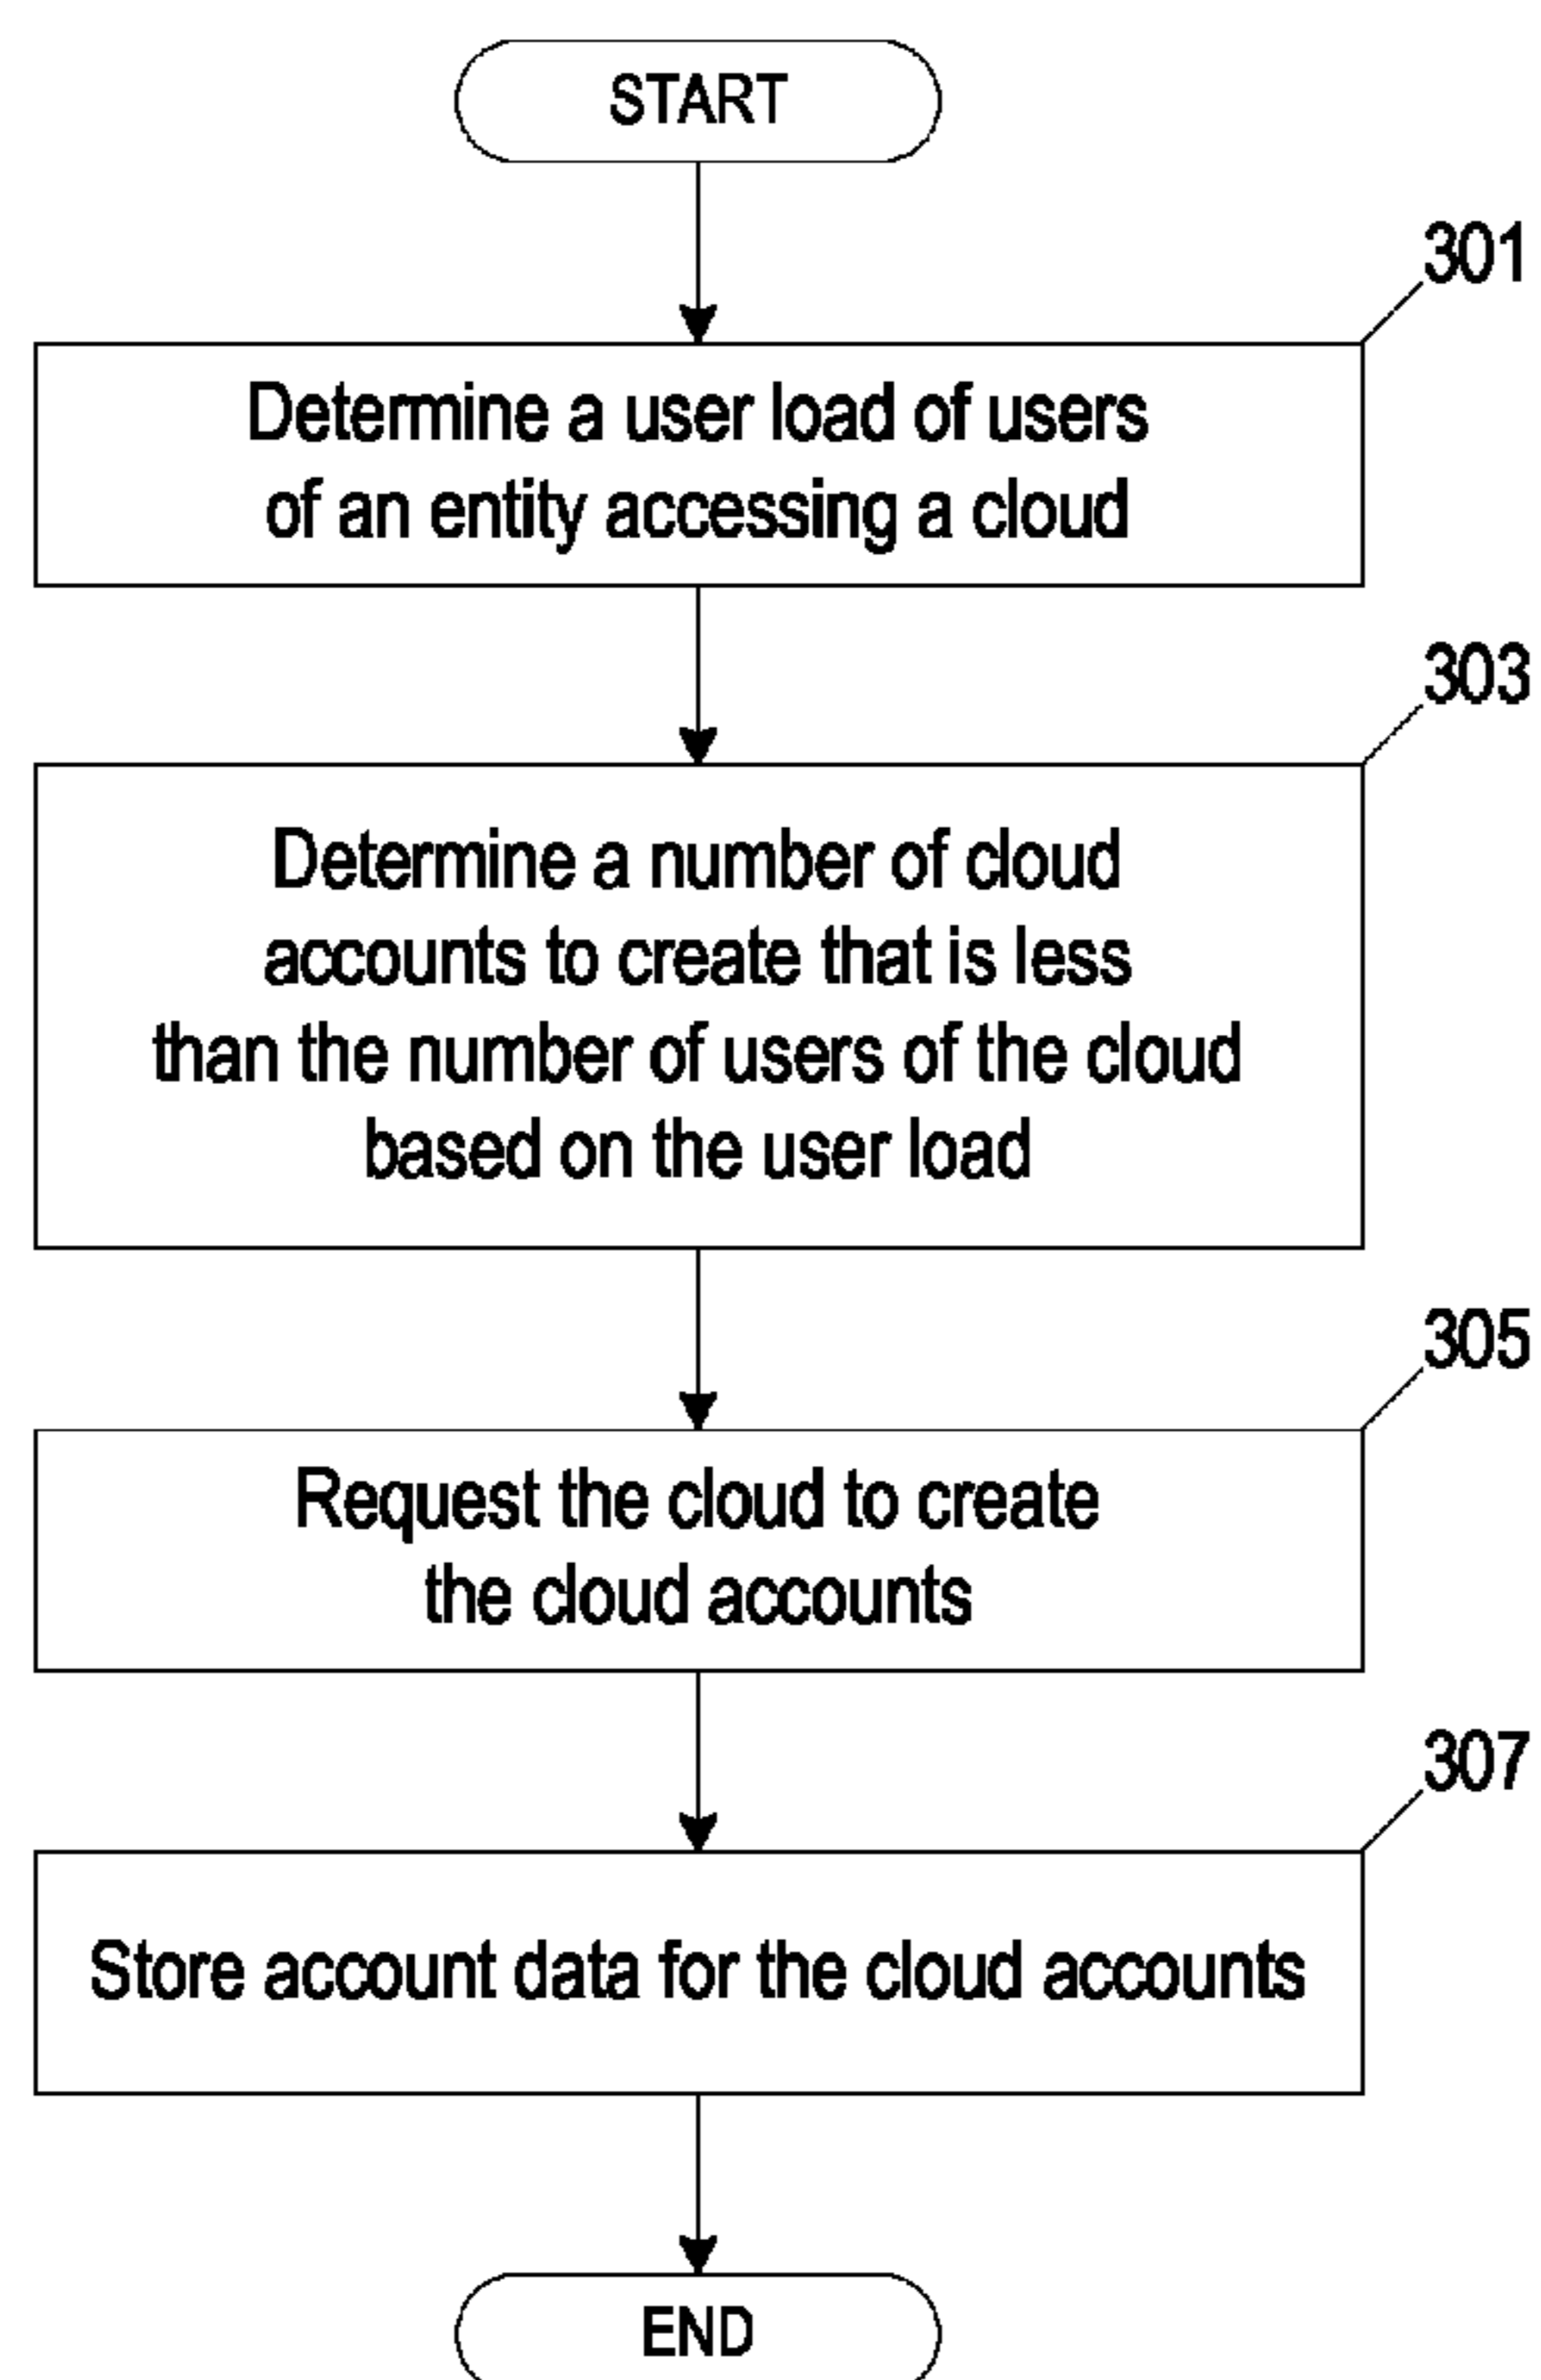 START
301
Determine a user load of users
of an entity accessing a cloud
303
Determine a number of cloud
accounts to create that is less
than the number of users of the cloud
based on the user load
305
Request the cloud to create
the cloud accounts
307
Store account data for the cloud accounts
END